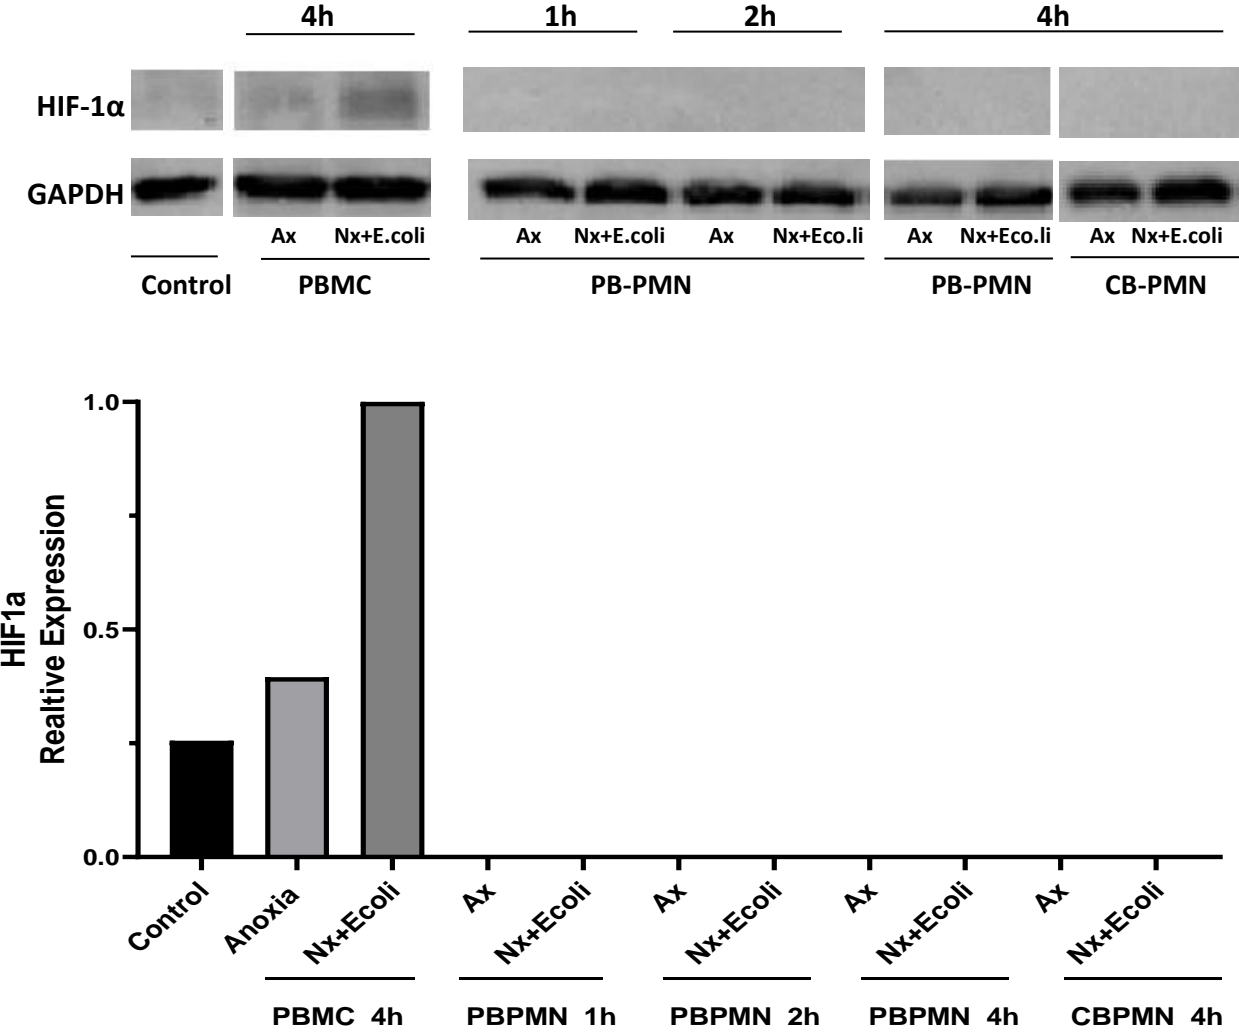 4h 1h 2h 4h
HIF-1α
GAPDH
Ax Nx+E.coli Ax Nx+E.coli Ax Nx+Eco.li Ax Nx+Eco.li Ax Nx+E.coli
Control PBMC PB-PMN PB-PMN CB-PMN
1.0
0.5
0.0
HIF1a
Realtive Expression
Control Anoxia Nx+Ecoli Ax Nx+Ecoli Ax Nx+Ecoli Ax Nx+Ecoli Ax Nx+Ecoli
PBMC 4h PBPMN 1h PBPMN 2h PBPMN 4h CBPMN 4h